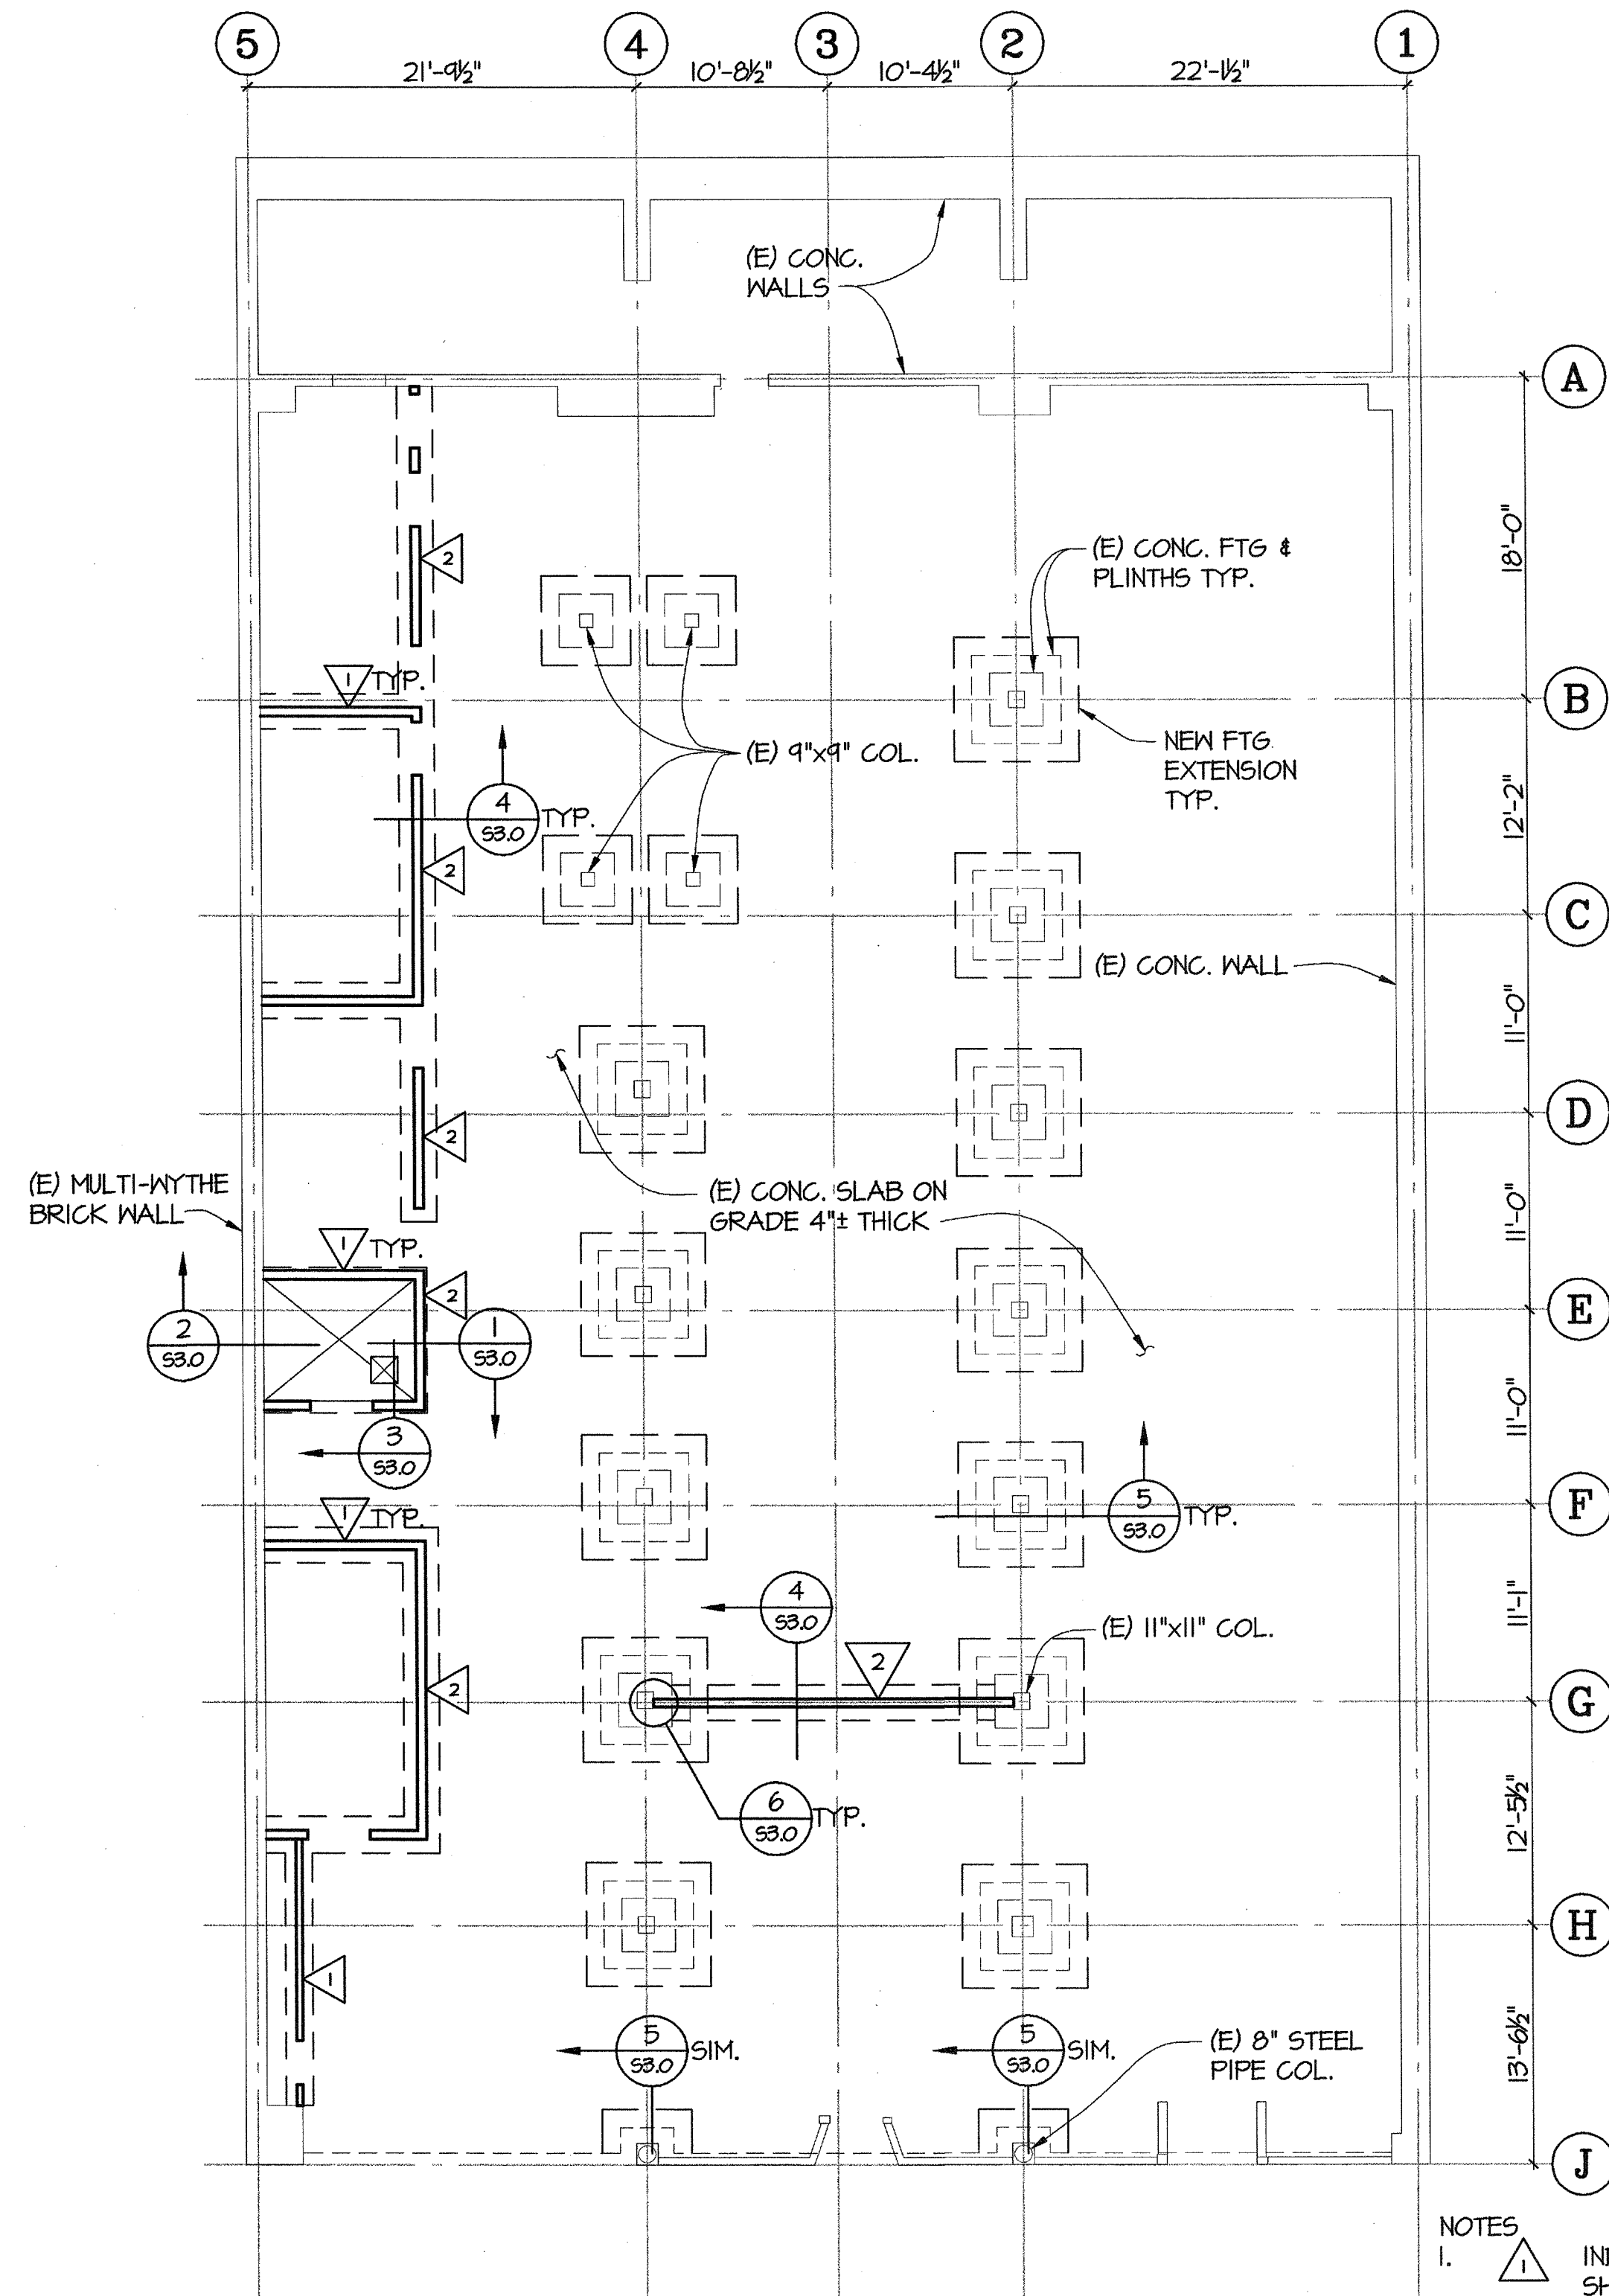 5
4
3
2
1
21'-9½"
10'-8½"
10'-4½"
22'-1½"
(E) CONC.
WALLS
A
18'-0"
2
(E) CONC. FTG &
PLINTHS TYP.
1 TYP.
B
(E) 9"x9" COL.
NEW FTG.
EXTENSION
TYP.
4
S3.0
TYP.
12'-2"
2
C
(E) CONC. WALL
11'-0"
D
2
(E) MULTI-WYTHE
BRICK WALL
(E) CONC. SLAB ON
GRADE 4"± THICK
11'-0"
1 TYP.
2
E
2
S3.0
1
S3.0
11'-0"
3
S3.0
1 TYP.
F
5
S3.0
TYP.
4
S3.0
11'-1"
(E) 11"x11" COL.
2
2
G
6
S3.0
TYP.
12'-5½"
H
1
5
S3.0
SIM.
5
S3.0
SIM.
(E) 8" STEEL
PIPE COL.
13'-6½"
J
NOTES
1. 1